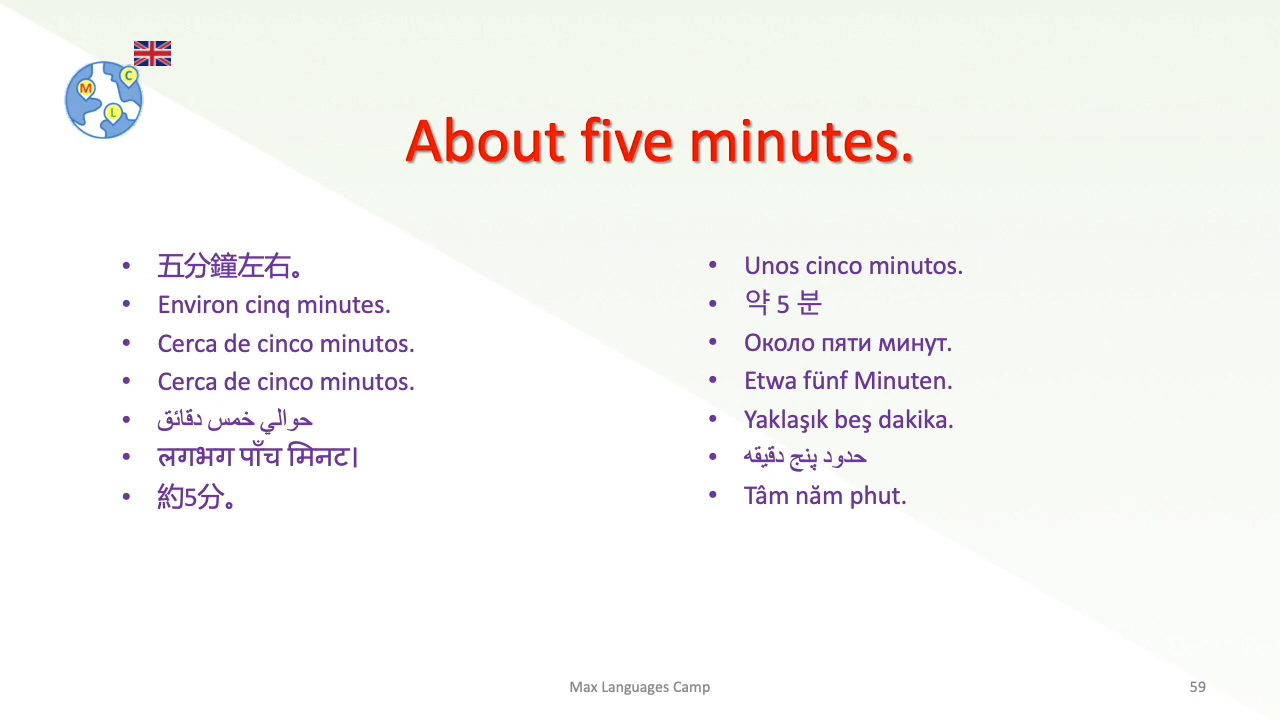 M
C
L
About five minutes.
五分鐘左右。
Environ cinq minutes.
Cerca de cinco minutos.
Cerca de cinco minutos.
حوالي خمس دقائق
लगभग पाँच मिनट।
約5分。
Unos cinco minutos.
약 5 분
Около пяти минут.
Etwa fünf Minuten.
Yaklaşık beş dakika.
حدود پنج دقیقه
Tâm năm phut.
Max Languages Camp
59